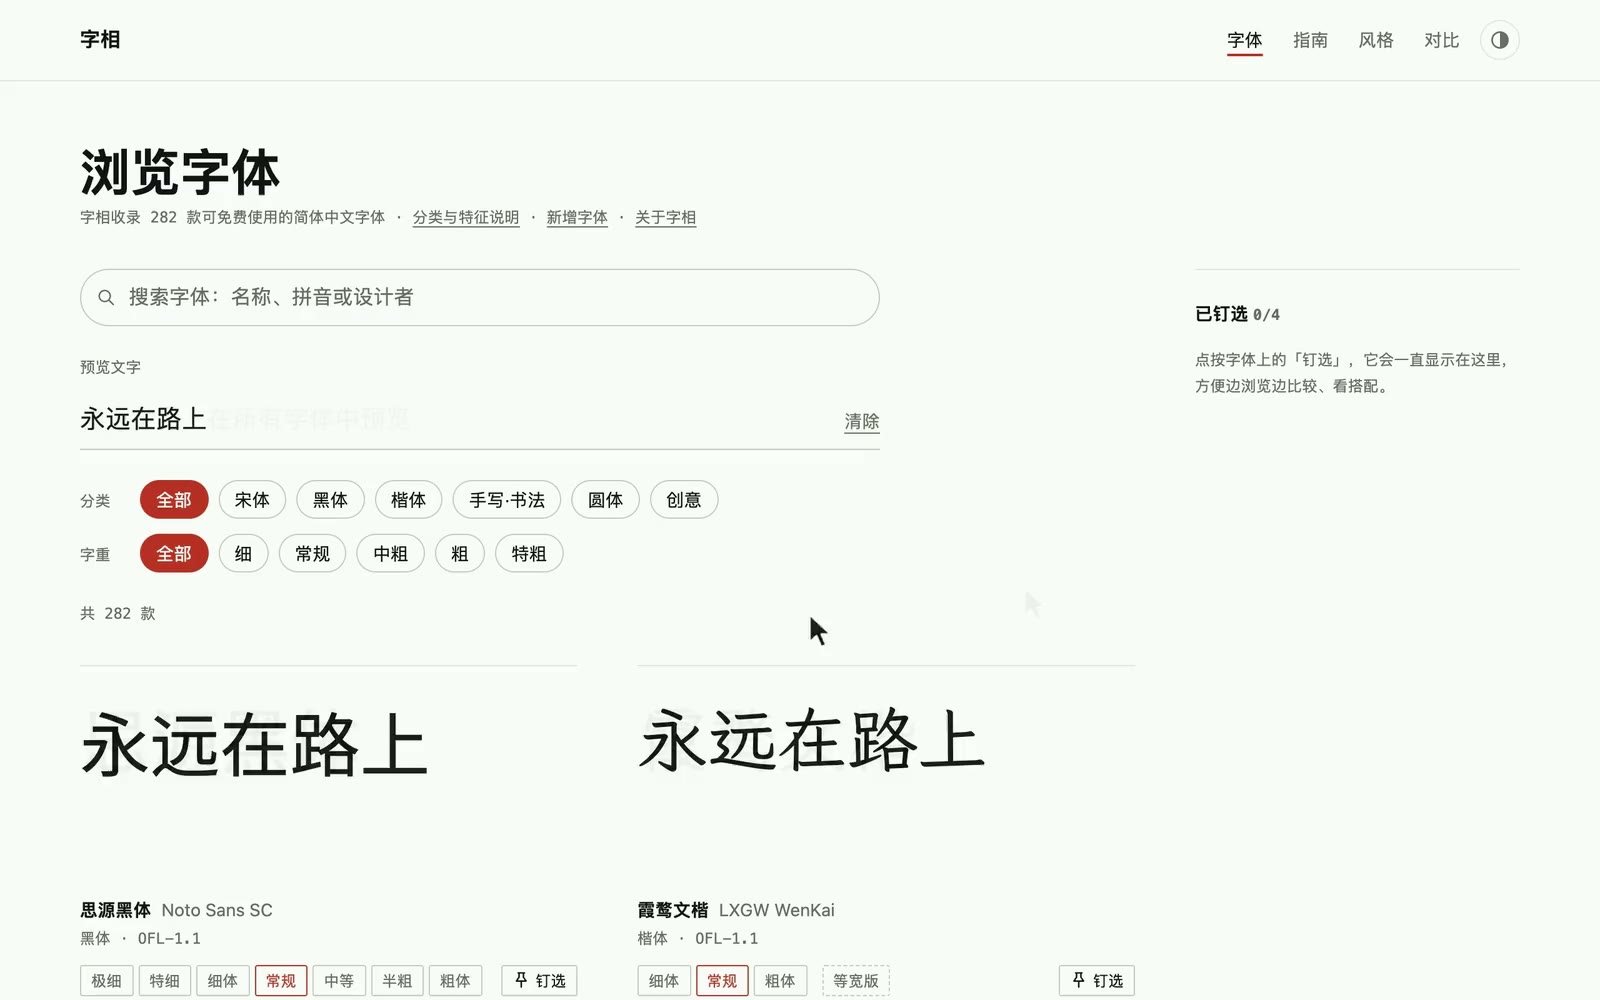 字相
字体 指南 风格 对比
浏览字体
字相收录 282 款可免费使用的简体中文字体 · 分类与特征说明 · 新增字体 · 关于字相
搜索字体：名称、拼音或设计者
预览文字
永远在路上 在所有字体中预览
清除
分类 全部 宋体 黑体 楷体 手写·书法 圆体 创意
字重 全部 细 常规 中粗 粗 特粗
共 282 款
已钉选 0/4
点按字体上的「钉选」，它会一直显示在这里，
方便边浏览边比较、看搭配。
永远在路上
思源黑体 Noto Sans SC
黑体 · OFL-1.1
极细 特细 细体 常规 中等 半粗 粗体 钉选
永远在路上
霞鹜文楷 LXGW WenKai
楷体 · OFL-1.1
细体 常规 粗体 等宽版 钉选